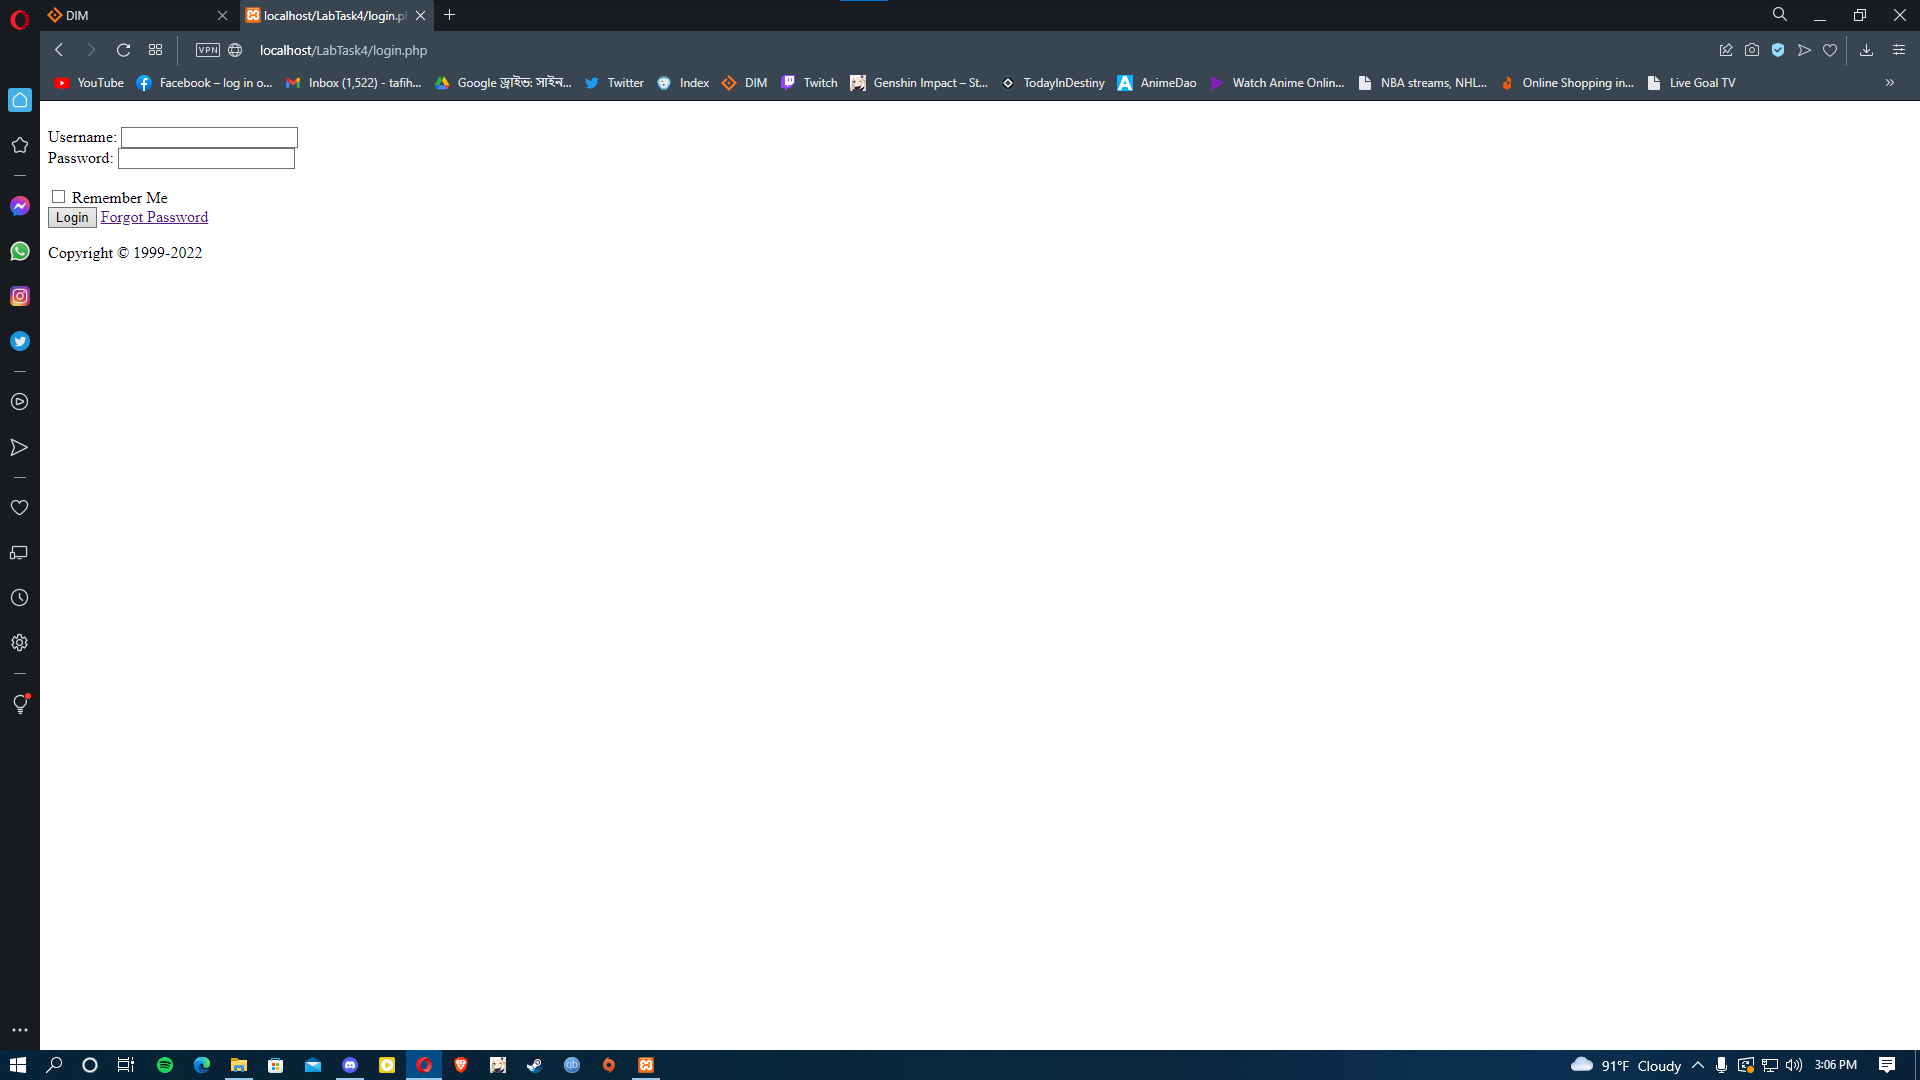 DIM
localhost/LabTask4/login.p
VPN
localhost/LabTask4/login.php
YouTube
Facebook – log in o...
Inbox (1,522) - tafih...
Google ড্রাইভ: সাইন...
Twitter
Index
DIM
Twitch
Genshin Impact – St...
TodayInDestiny
AnimeDao
Watch Anime Onlin...
NBA streams, NHL...
Online Shopping in...
Live Goal TV
Username:
Password:
Remember Me
Login Forgot Password
Copyright © 1999-2022
91°F Cloudy
3:06 PM